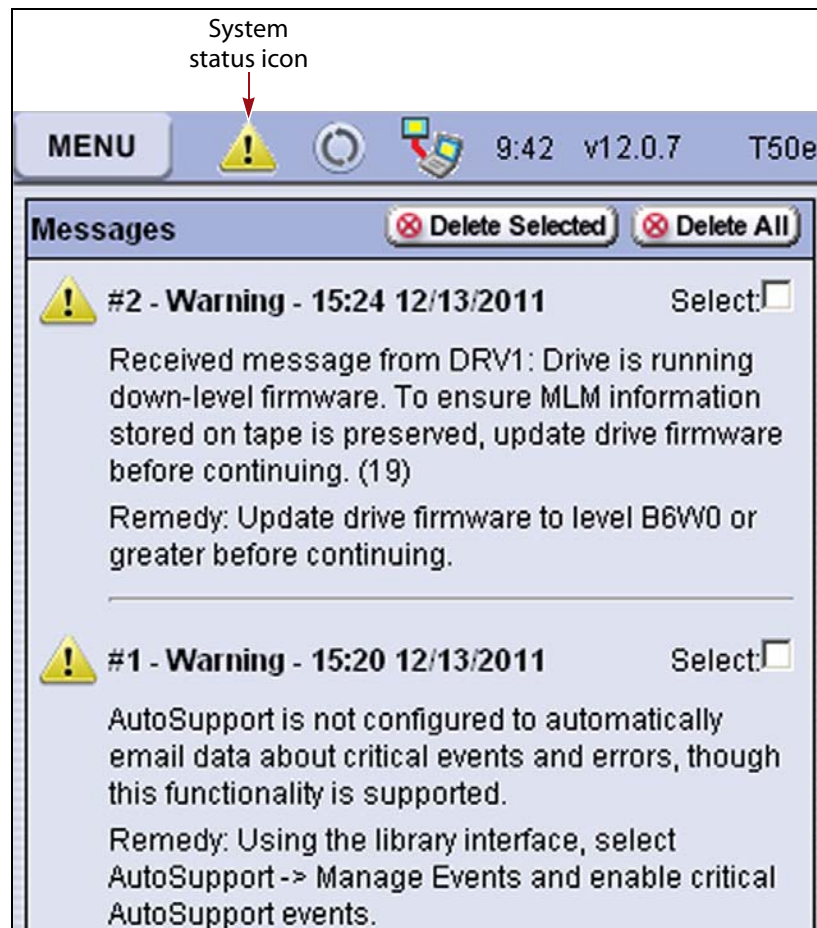 System
status icon
MENU 9:42 v12.0.7 T50e
Messages Delete Selected Delete All
#2 - Warning - 15:24 12/13/2011 Select:
Received message from DRV1: Drive is running
down-level firmware. To ensure MLM information
stored on tape is preserved, update drive firmware
before continuing. (19)
Remedy: Update drive firmware to level B6W0 or
greater before continuing.
#1 - Warning - 15:20 12/13/2011 Select:
AutoSupport is not configured to automatically
email data about critical events and errors, though
this functionality is supported.
Remedy: Using the library interface, select
AutoSupport -> Manage Events and enable critical
AutoSupport events.